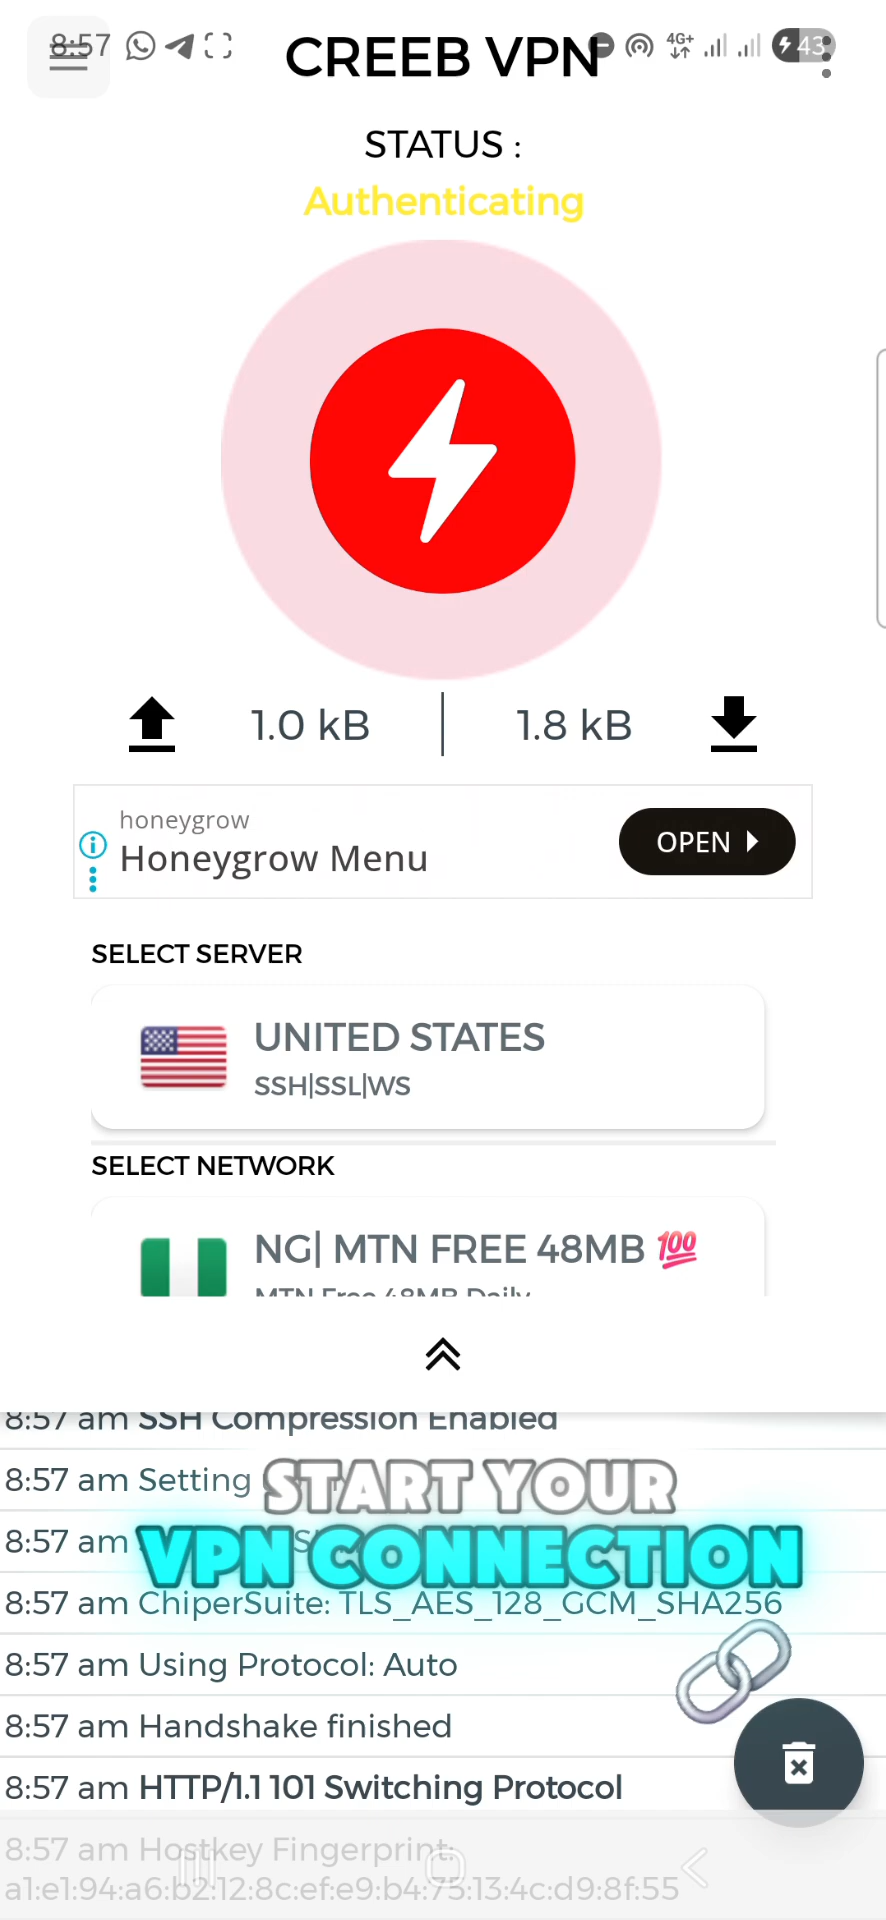 8:57
CREEB VPN
4G+
43
STATUS :
Authenticating
1.0 kB
1.8 kB
honeygrow
Honeygrow Menu
OPEN
SELECT SERVER
UNITED STATES
SSH|SSL|WS
SELECT NETWORK
NG| MTN FREE 48MB 💯
MTN Free 48MB Daily
8:57 am SSH Compression Enabled
8:57 am Setting
START YOUR
8:57 am
VPN CONNECTION
8:57 am ChiperSuite: TLS_AES_128_GCM_SHA256
8:57 am Using Protocol: Auto
8:57 am Handshake finished
8:57 am HTTP/1.1 101 Switching Protocol
8:57 am Hostkey Fingerprint:
a1:e1:94:a6:b2:12:8c:ef:e9:b4:75:13:4c:d9:8f:55